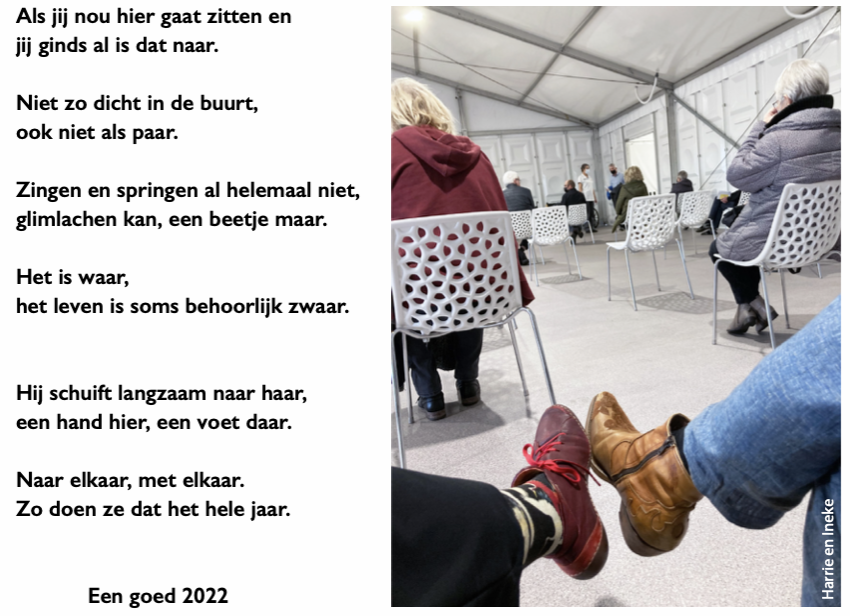 Als jij nou hier gaat zitten en
jij ginds al is dat naar.
Niet zo dicht in de buurt,
ook niet als paar.
Zingen en springen al helemaal niet,
glimlachen kan, een beetje maar.
Het is waar,
het leven is soms behoorlijk zwaar.
Hij schuift langzaam naar haar,
een hand hier, een voet daar.
Naar elkaar, met elkaar.
Zo doen ze dat het hele jaar.
Een goed 2022
Harrie en Ineke